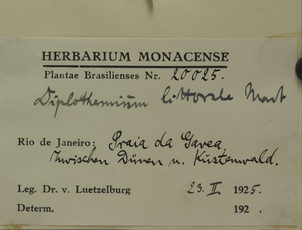 HERBARIUM MONACENSE
Plantae Brasilienses Nr. 20025.
Diplothemium littorale Mart
Rio de Janeiro: Praia da Gavea,
zwischen Dünen u. Küstenwald.
Leg. Dr. v. Luetzelburg 23. II 1925.
Determ. 192 .